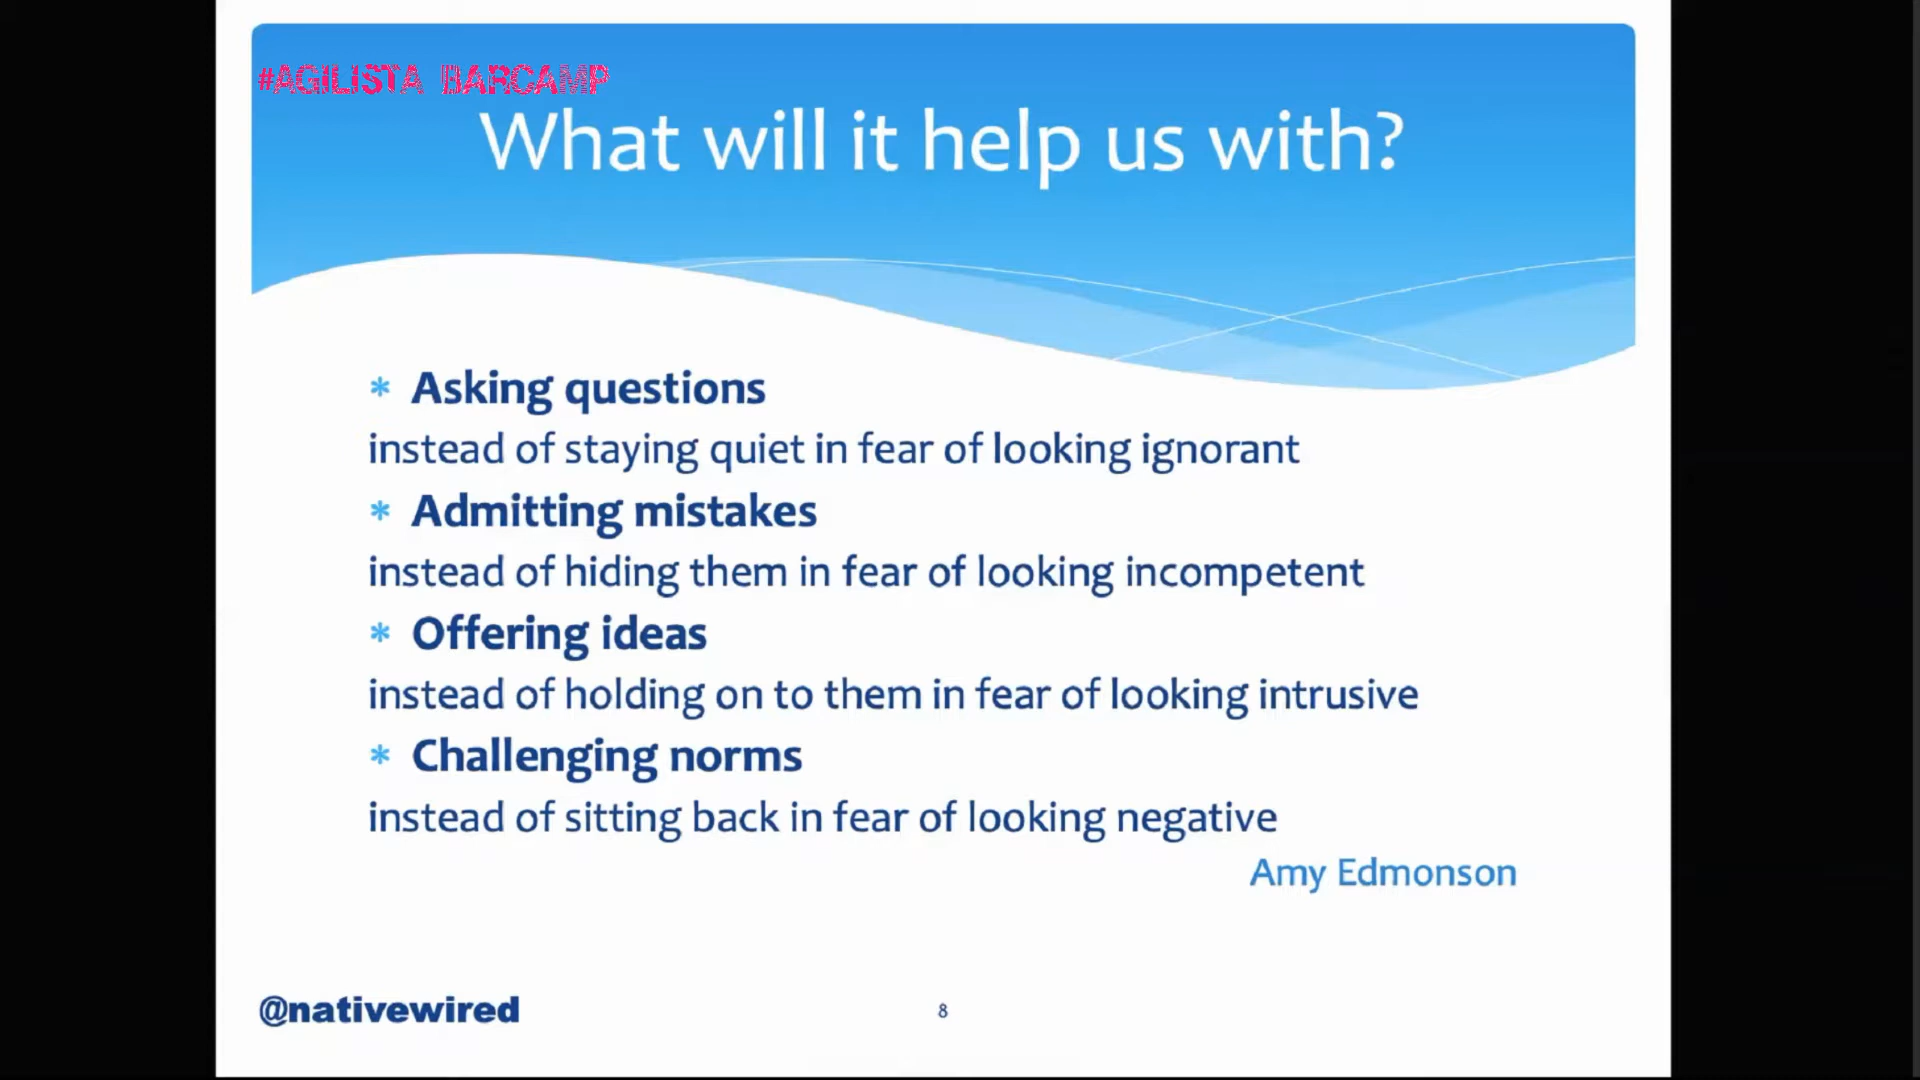 #AGILISTA BARCAMP
What will it help us with?
* Asking questions
instead of staying quiet in fear of looking ignorant
* Admitting mistakes
instead of hiding them in fear of looking incompetent
* Offering ideas
instead of holding on to them in fear of looking intrusive
* Challenging norms
instead of sitting back in fear of looking negative
Amy Edmonson
@nativewired
8